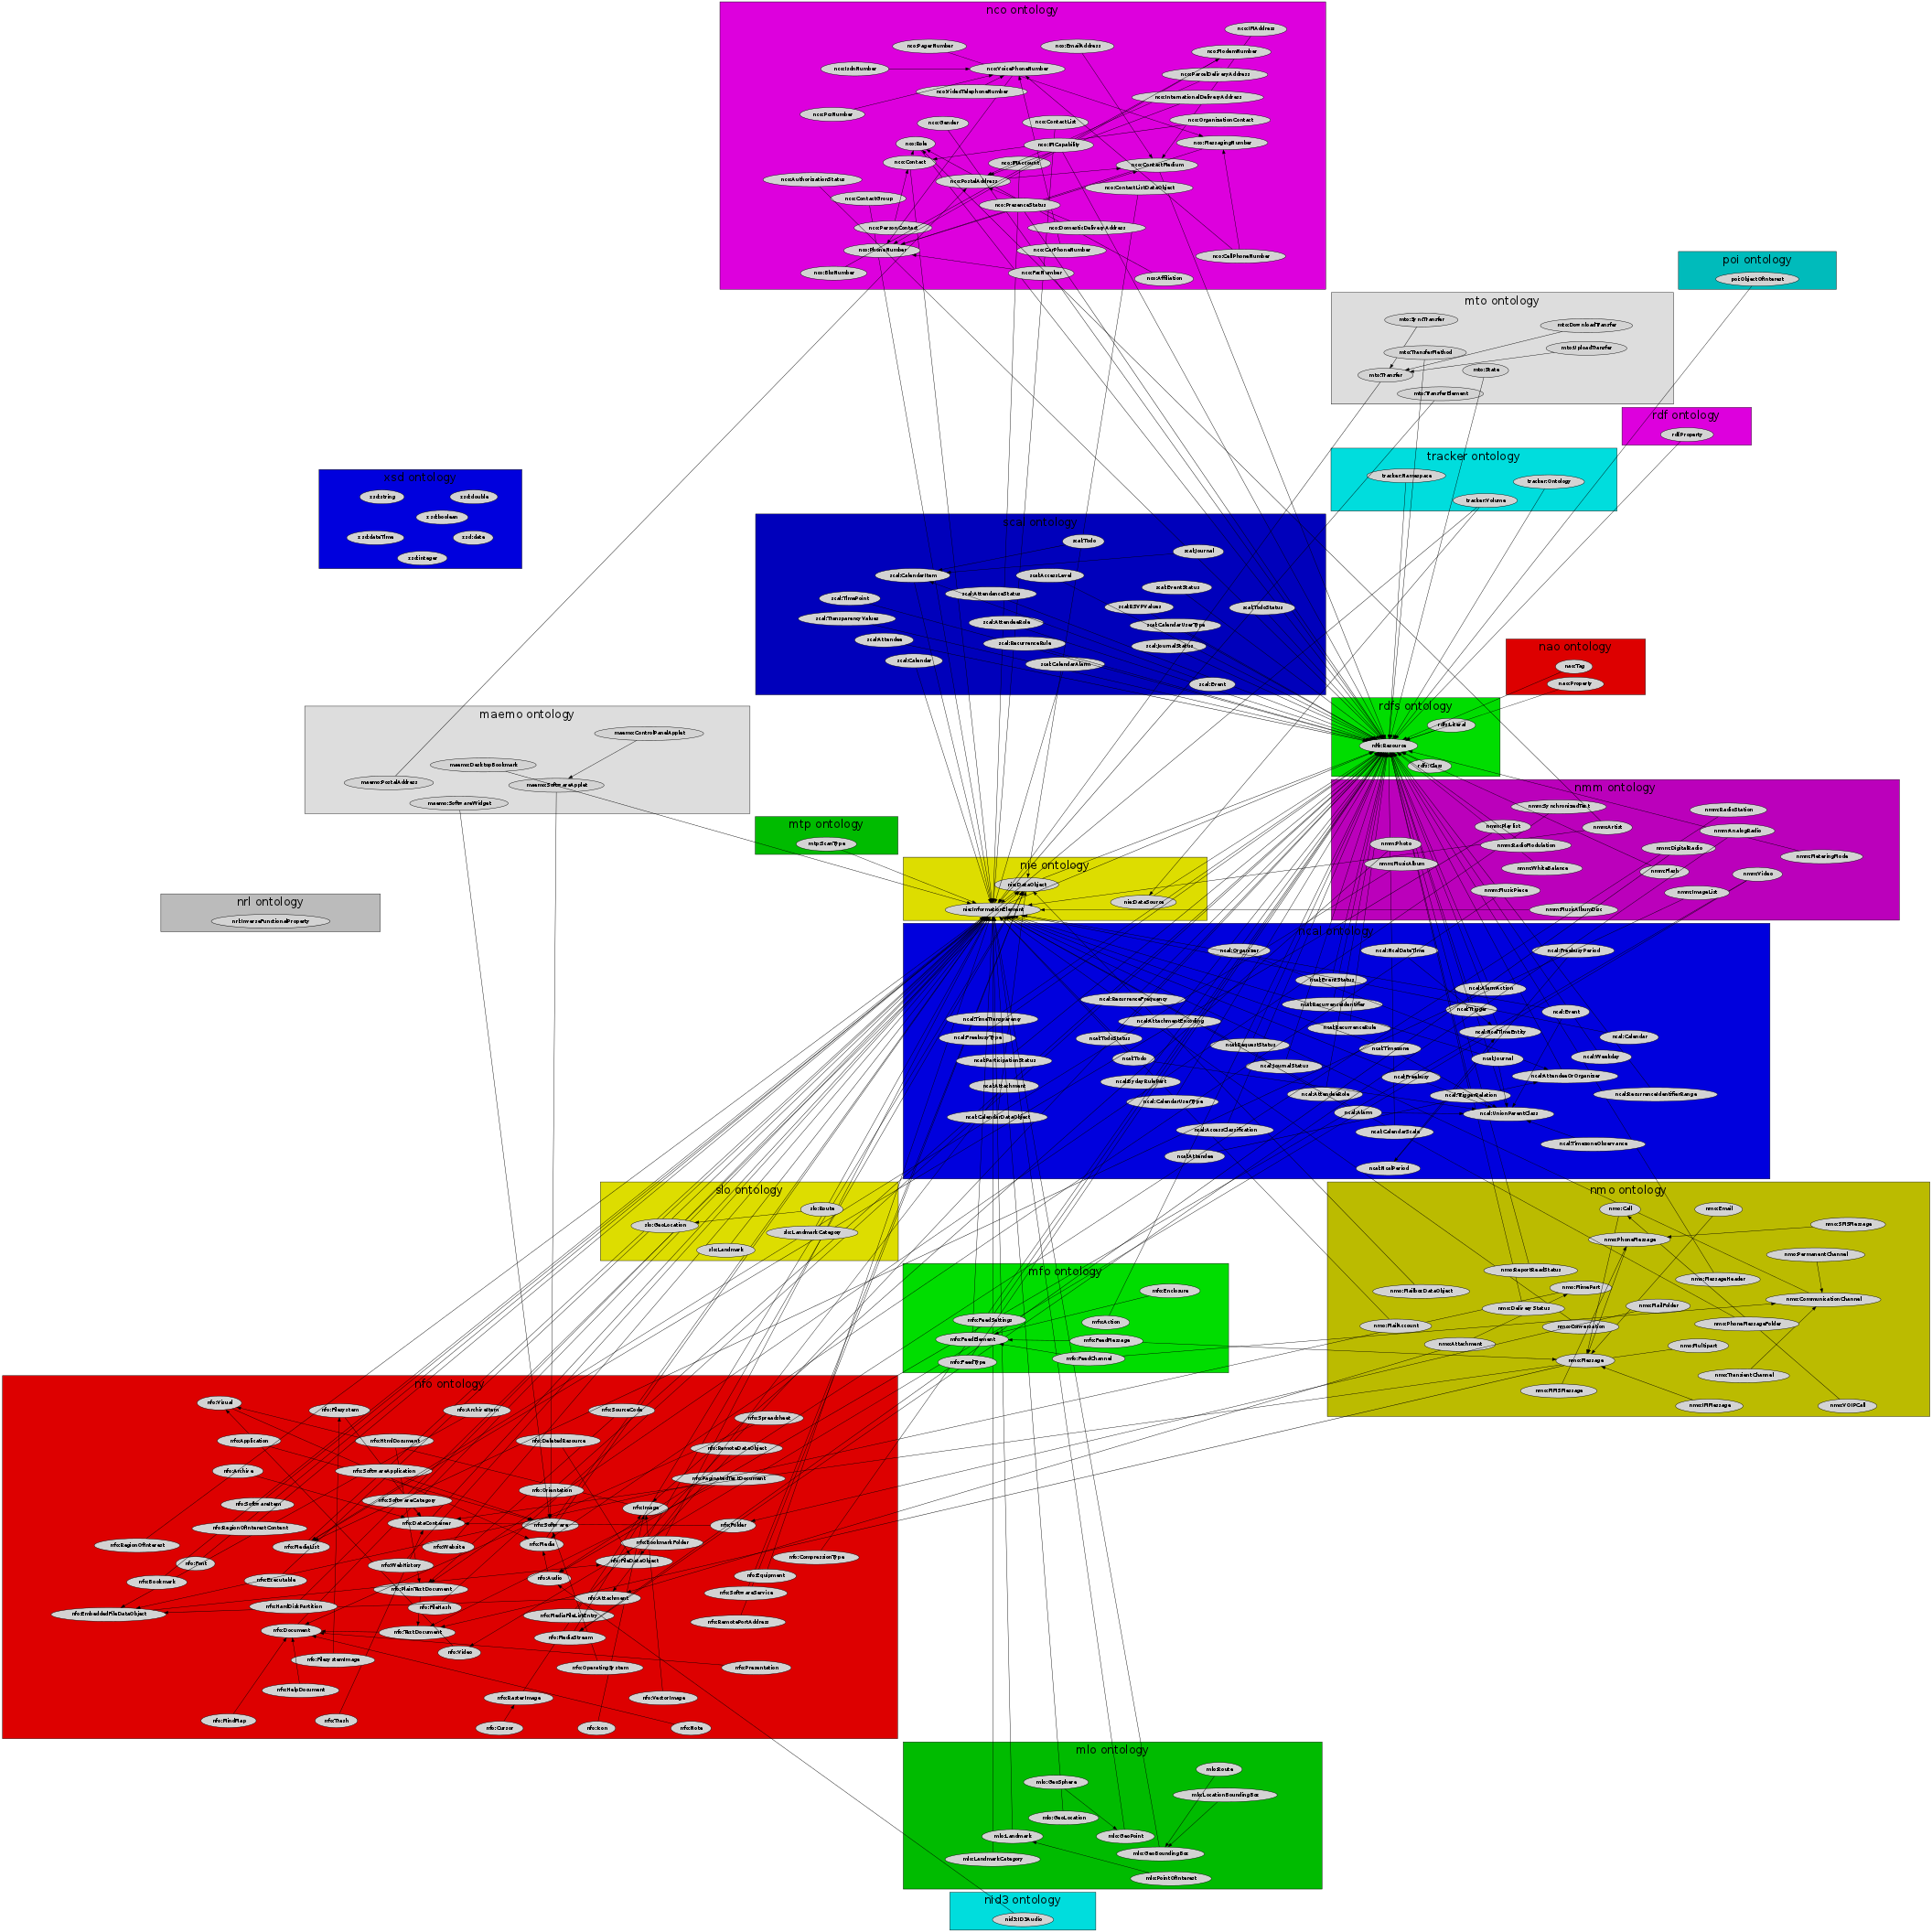 nco ontology
nco:IMAddress
nco:PagerNumber
nco:EmailAddress
nco:ModemNumber
nco:IsdnNumber
nco:VoicePhoneNumber
nco:ParcelDeliveryAddress
nco:VideoTelephoneNumber
nco:InternationalDeliveryAddress
nco:PcsNumber
nco:Gender
nco:ContactList
nco:OrganizationContact
nco:Role
nco:IMCapability
nco:MessagingNumber
nco:Contact
nco:IMAccount
nco:ContactMedium
nco:AuthorizationStatus
nco:PostalAddress
nco:ContactListDataObject
nco:ContactGroup
nco:PresenceStatus
nco:PersonContact
nco:DomesticDeliveryAddress
nco:PhoneNumber
nco:CarPhoneNumber
nco:CellPhoneNumber
nco:BbsNumber
nco:FaxNumber
nco:Affiliation
poi ontology
poi:ObjectOfInterest
mto ontology
mto:SyncTransfer
mto:DownloadTransfer
mto:TransferMethod
mto:UploadTransfer
mto:Transfer
mto:State
mto:TransferElement
rdf ontology
rdf:Property
tracker ontology
tracker:Namespace
tracker:Ontology
tracker:Volume
xsd ontology
xsd:string
xsd:double
xsd:boolean
xsd:dateTime
xsd:date
xsd:integer
scal ontology
scal:ToDo
scal:Journal
scal:CalendarItem
scal:AccessLevel
scal:EventStatus
scal:AttendanceStatus
scal:TimePoint
scal:RSVPValues
scal:TodoStatus
scal:TransparencyValues
scal:AttendeeRole
scal:CalendarUserType
scal:Attendee
scal:RecurrenceRule
scal:JournalStatus
scal:Calendar
scal:CalendarAlarm
scal:Event
nao ontology
nao:Tag
nao:Property
rdfs ontology
rdfs:Literal
rdfs:Resource
rdfs:Class
maemo ontology
maemo:ControlPanelApplet
maemo:DesktopBookmark
maemo:PostalAddress
maemo:SoftwareApplet
maemo:SoftwareWidget
mtp ontology
mtp:ScanType
nmm ontology
nmm:SynchronizedText
nmm:RadioStation
nmm:Playlist
nmm:Artist
nmm:AnalogRadio
nmm:Photo
nmm:RadioModulation
nmm:DigitalRadio
nmm:MeteringMode
nmm:MusicAlbum
nmm:WhiteBalance
nmm:Flash
nmm:Video
nmm:MusicPiece
nmm:ImageList
nmm:MusicAlbumDisc
nie ontology
nie:DataObject
nie:DataSource
nie:InformationElement
nrl ontology
nrl:InverseFunctionalProperty
ncal ontology
ncal:Organizer
ncal:NcalDateTime
ncal:FreebusyPeriod
ncal:EventStatus
ncal:AlarmAction
ncal:RecurrenceFrequency
ncal:RecurrenceIdentifier
ncal:Trigger
ncal:Event
ncal:TimeTransparency
ncal:AttachmentEncoding
ncal:RecurrenceRule
ncal:NcalTimeEntity
ncal:FreebusyType
ncal:TodoStatus
ncal:RequestStatus
ncal:Timezone
ncal:Calendar
ncal:ParticipationStatus
ncal:Todo
ncal:JournalStatus
ncal:Journal
ncal:Weekday
ncal:Attachment
ncal:BydayRulePart
ncal:Freebusy
ncal:AttendeeOrOrganizer
ncal:CalendarUserType
ncal:AttendeeRole
ncal:TriggerRelation
ncal:RecurrenceIdentifierRange
ncal:CalendarDataObject
ncal:Alarm
ncal:UnionParentClass
ncal:AccessClassification
ncal:CalendarScale
ncal:TimezoneObservance
ncal:Attendee
ncal:NcalPeriod
slo ontology
slo:Route
slo:GeoLocation
slo:LandmarkCategory
slo:Landmark
nmo ontology
nmo:Call
nmo:Email
nmo:SMSMessage
nmo:PhoneMessage
nmo:PermanentChannel
nmo:ReportReadStatus
nmo:MessageHeader
nmo:MailboxDataObject
nmo:MimePart
nmo:CommunicationChannel
nmo:DeliveryStatus
nmo:MailFolder
nmo:MailAccount
nmo:Conversation
nmo:PhoneMessageFolder
nmo:Attachment
nmo:Multipart
nmo:Message
nmo:TransientChannel
nmo:MMSMessage
nmo:IMMessage
nmo:VOIPCall
mfo ontology
mfo:Enclosure
mfo:FeedSettings
mfo:Action
mfo:FeedElement
mfo:FeedMessage
mfo:FeedType
mfo:FeedChannel
nfo ontology
nfo:Visual
nfo:Filesystem
nfo:ArchiveItem
nfo:SourceCode
nfo:Spreadsheet
nfo:Application
nfo:HtmlDocument
nfo:DeletedResource
nfo:RemoteDataObject
nfo:Archive
nfo:SoftwareApplication
nfo:PaginatedTextDocument
nfo:SoftwareItem
nfo:SoftwareCategory
nfo:Orientation
nfo:Image
nfo:RegionOfInterestContent
nfo:DataContainer
nfo:Software
nfo:Folder
nfo:RegionOfInterest
nfo:MediaList
nfo:Website
nfo:Media
nfo:BookmarkFolder
nfo:Font
nfo:WebHistory
nfo:FileDataObject
nfo:CompressionType
nfo:Bookmark
nfo:Executable
nfo:PlainTextDocument
nfo:Audio
nfo:Equipment
nfo:SoftwareService
nfo:Attachment
nfo:EmbeddedFileDataObject
nfo:HardDiskPartition
nfo:FileHash
nfo:MediaFileListEntry
nfo:RemotePortAddress
nfo:Document
nfo:TextDocument
nfo:MediaStream
nfo:Video
nfo:FilesystemImage
nfo:OperatingSystem
nfo:Presentation
nfo:HelpDocument
nfo:RasterImage
nfo:VectorImage
nfo:MindMap
nfo:Trash
nfo:Cursor
nfo:Icon
nfo:Note
mlo ontology
mlo:Route
mlo:GeoSphere
mlo:LocationBoundingBox
mlo:GeoLocation
mlo:Landmark
mlo:GeoPoint
mlo:LandmarkCategory
mlo:GeoBoundingBox
mlo:PointOfInterest
nid3 ontology
nid3:ID3Audio